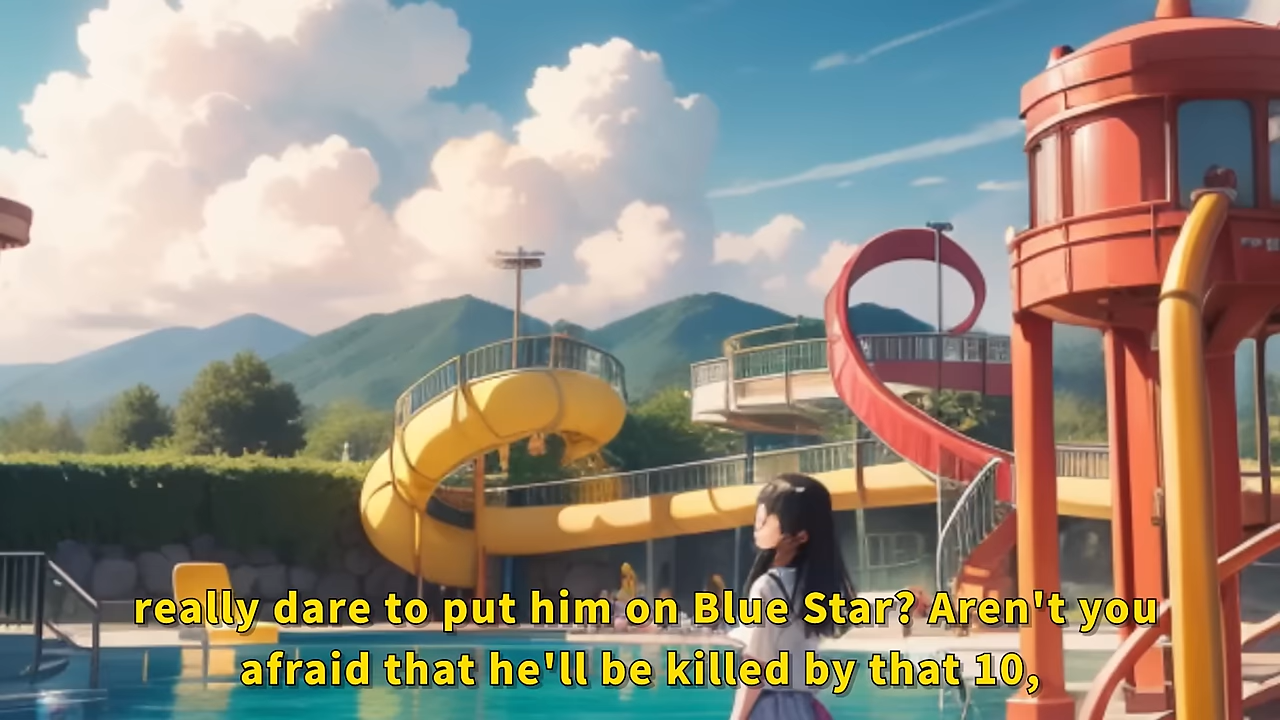 really dare to put him on Blue Star? Aren't you
afraid that he'll be killed by that 10,